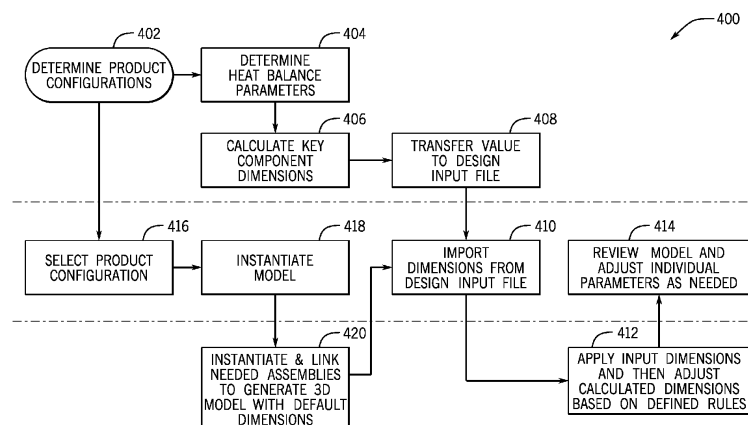 400
402
DETERMINE PRODUCT
CONFIGURATIONS
404
DETERMINE
HEAT BALANCE
PARAMETERS
406
CALCULATE KEY
COMPONENT
DIMENSIONS
408
TRANSFER VALUE
TO DESIGN
INPUT FILE
416
SELECT PRODUCT
CONFIGURATION
418
INSTANTIATE
MODEL
410
IMPORT
DIMENSIONS FROM
DESIGN INPUT FILE
414
REVIEW MODEL AND
ADJUST INDIVIDUAL
PARAMETERS AS NEEDED
420
INSTANTIATE & LINK
NEEDED ASSEMBLIES
TO GENERATE 3D
MODEL WITH DEFAULT
DIMENSIONS
412
APPLY INPUT DIMENSIONS
AND THEN ADJUST
CALCULATED DIMENSIONS
BASED ON DEFINED RULES